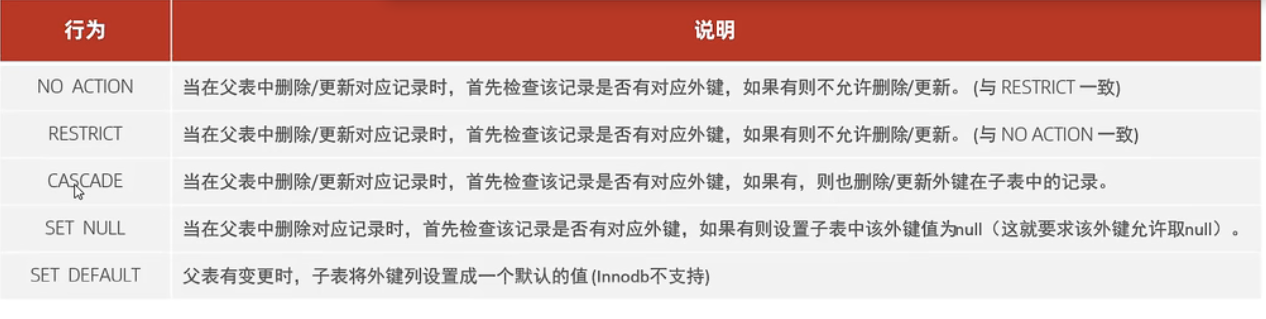 行为 说明
NO ACTION 当在父表中删除/更新对应记录时，首先检查该记录是否有对应外键，如果有则不允许删除/更新。 (与 RESTRICT 一致)
RESTRICT 当在父表中删除/更新对应记录时，首先检查该记录是否有对应外键，如果有则不允许删除/更新。 (与 NO ACTION 一致)
CASCADE 当在父表中删除/更新对应记录时，首先检查该记录是否有对应外键，如果有，则也删除/更新外键在子表中的记录。
SET NULL 当在父表中删除对应记录时，首先检查该记录是否有对应外键，如果有则设置子表中该外键值为null（这就要求该外键允许取null）。
SET DEFAULT 父表有变更时，子表将外键列设置成一个默认的值 (Innodb不支持)